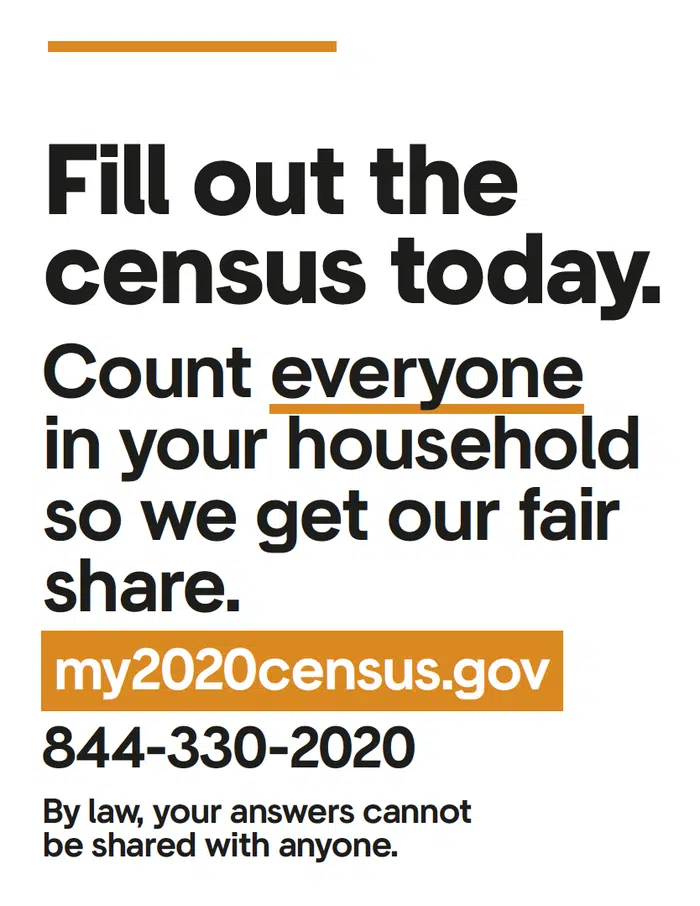 Fill out the
census today.
Count everyone
in your household
so we get our fair
share.
my2020census.gov
844-330-2020
By law, your answers cannot
be shared with anyone.